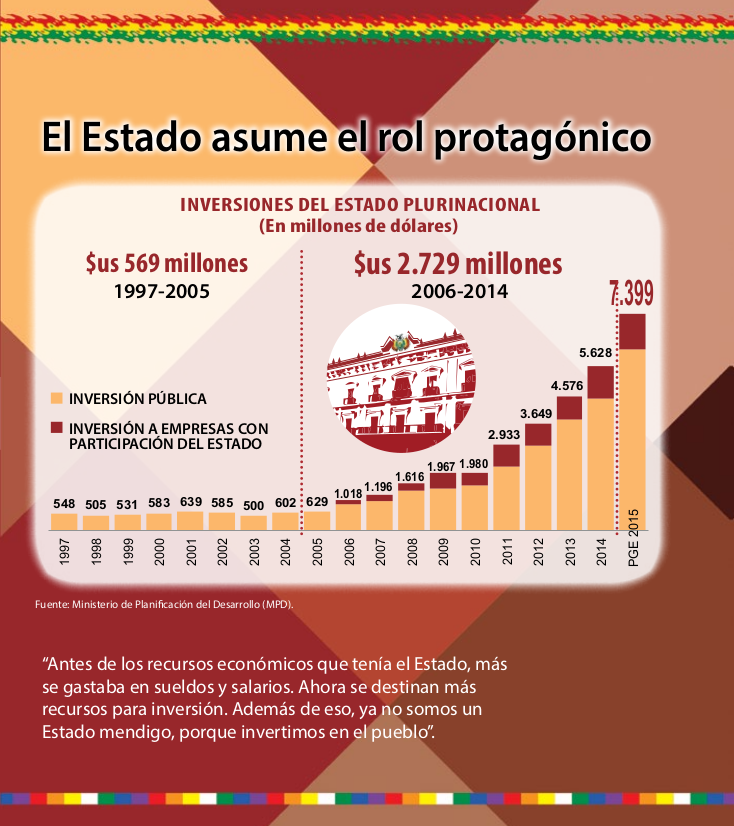 El Estado asume el rol protagónico
INVERSIONES DEL ESTADO PLURINACIONAL
(En millones de dólares)
$us 569 millones
1997-2005
$us 2.729 millones
2006-2014
7.399
5.628
4.576
3.649
2.933
1.980
1.967
1.616
1.196
1.018
INVERSIÓN PÚBLICA
INVERSIÓN A EMPRESAS CON
PARTICIPACIÓN DEL ESTADO
548 505 531 583 639 585 500 602 629
1997 1998 1999 2000 2001 2002 2003 2004 2005 2006 2007 2008 2009 2010 2011 2012 2013 2014 PGE 2015
Fuente: Ministerio de Planificación del Desarrollo (MPD).
“Antes de los recursos económicos que tenía el Estado, más
se gastaba en sueldos y salarios. Ahora se destinan más
recursos para inversión. Además de eso, ya no somos un
Estado mendigo, porque invertimos en el pueblo”.